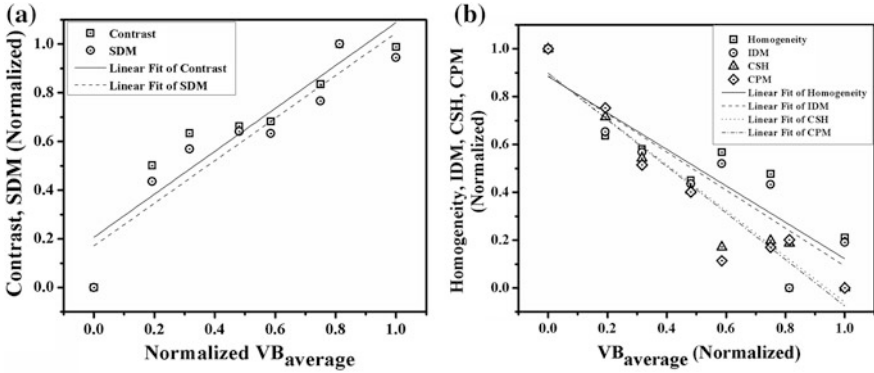 (a)
Contrast
SDM
Linear Fit of Contrast
Linear Fit of SDM
Contrast, SDM (Normalized)
1.0
0.8
0.6
0.4
0.2
0.0
0.0 0.2 0.4 0.6 0.8 1.0
Normalized VBaverage
(b)
Homogeneity
IDM
CSH
CPM
Linear Fit of Homogeneity
Linear Fit of IDM
Linear Fit of CSH
Linear Fit of CPM
Homogeneity, IDM, CSH, CPM
(Normalized)
1.0
0.8
0.6
0.4
0.2
0.0
0.0 0.2 0.4 0.6 0.8 1.0
VBaverage (Normalized)